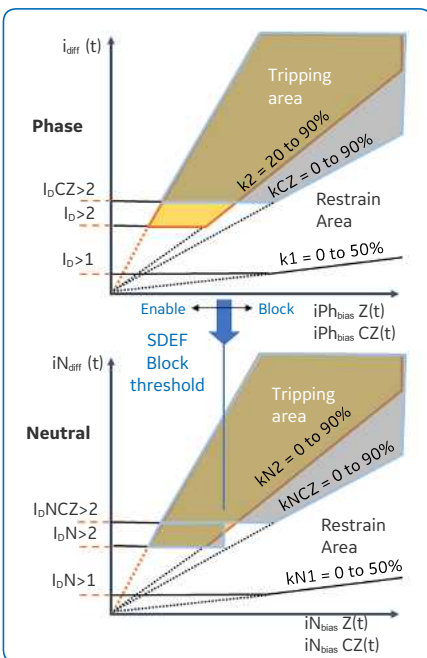 i_diff (t)
Tripping
area
Phase
k2 = 20 to 90%
kCZ = 0 to 90%
I_DCZ>2
I_D>2
Restrain
Area
I_D>1
k1 = 0 to 50%
Enable
Block
iPh_bias Z(t)
iPh_bias CZ(t)
SDEF
Block
threshold
iN_diff (t)
Tripping
area
Neutral
kN2 = 0 to 90%
kNCZ = 0 to 90%
I_DNCZ>2
I_DN>2
Restrain
Area
I_DN>1
kN1 = 0 to 50%
iN_bias Z(t)
iN_bias CZ(t)